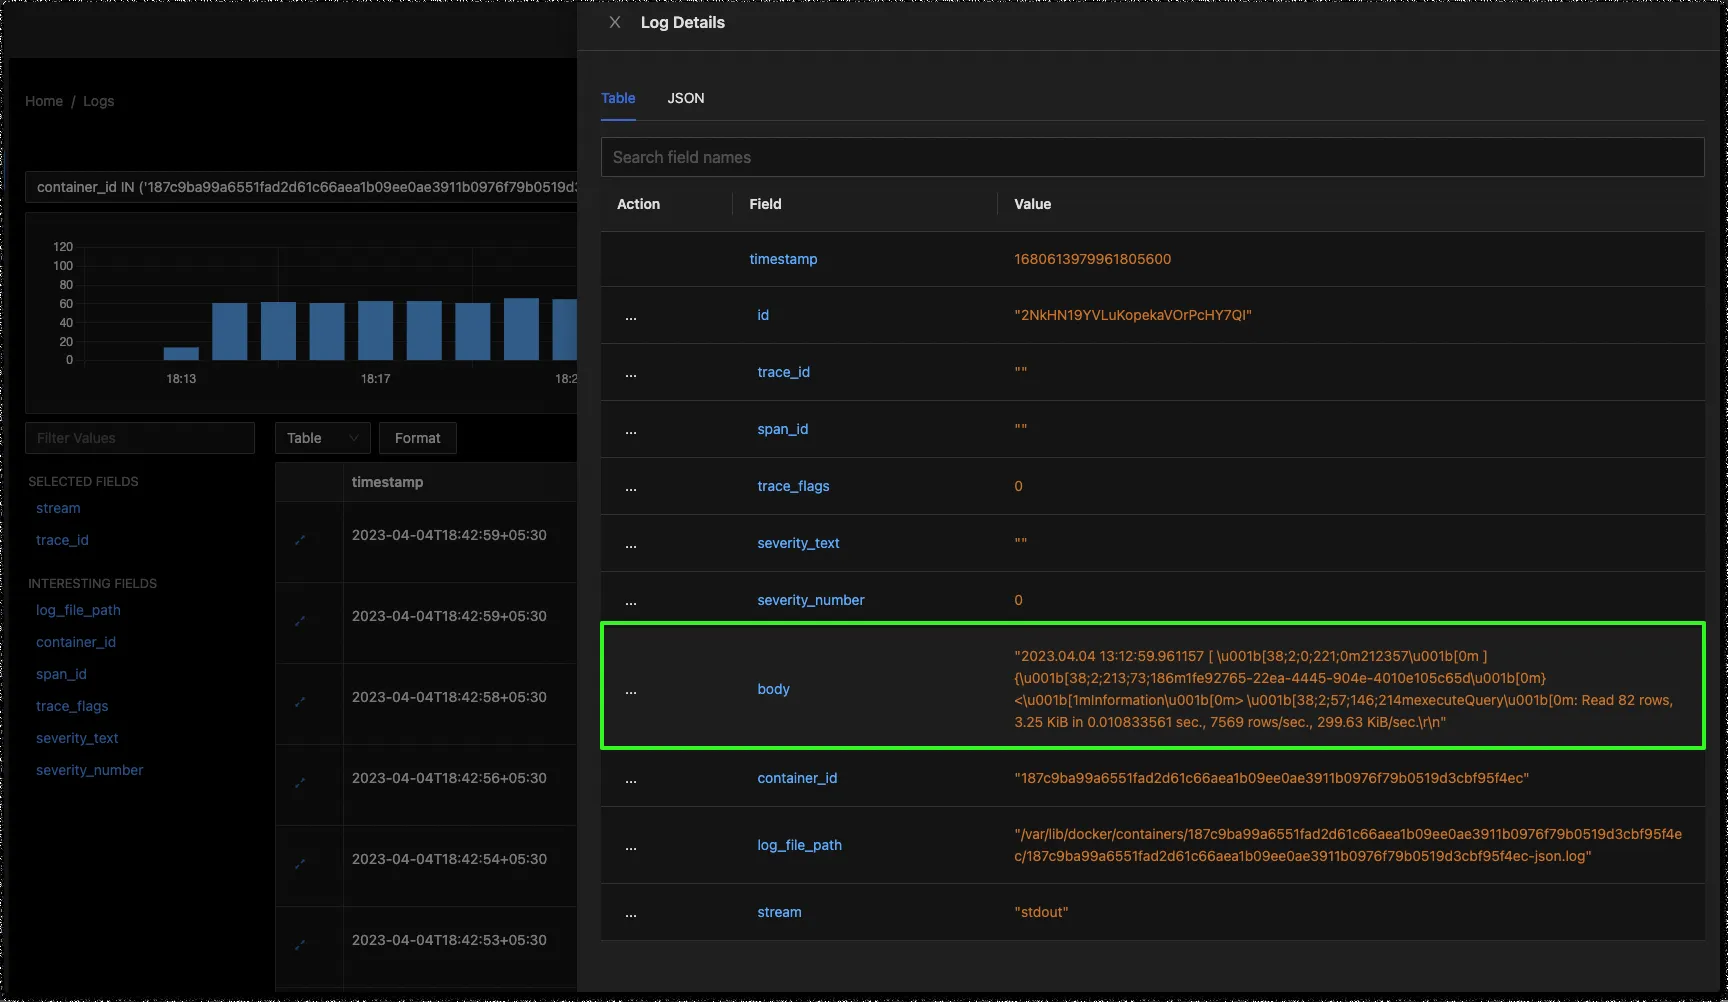 Log Details
Home / Logs
Table JSON
Search field names
container_id IN ('187c9ba99a6551fad2d61c66aea1b09ee0ae3911b0976f79b0519d3
Action Field Value
120
100
80
60
40
20
0
18:13 18:17 18:2
timestamp 1680613979961805600
... id "2NkHN19YVLuKopekaVOrPcHY7QI"
... trace_id ""
... span_id ""
... trace_flags 0
... severity_text ""
... severity_number 0
... body "2023.04.04 13:12:59.961157 [ \u001b[38;2;0;221;0m212357\u001b[0m ]
{\u001b[38;2;213;73;186m1fe92765-22ea-4445-904e-4010e105c65d\u001b[0m}
<\u001b[1mInformation\u001b[0m> \u001b[38;2;57;146;214mexecuteQuery\u001b[0m: Read 82 rows,
3.25 KiB in 0.010833561 sec., 7569 rows/sec., 299.63 KiB/sec.\r\n"
... container_id "187c9ba99a6551fad2d61c66aea1b09ee0ae3911b0976f79b0519d3cbf95f4ec"
... log_file_path "/var/lib/docker/containers/187c9ba99a6551fad2d61c66aea1b09ee0ae3911b0976f79b0519d3cbf95f4e
c/187c9ba99a6551fad2d61c66aea1b09ee0ae3911b0976f79b0519d3cbf95f4ec-json.log"
... stream "stdout"
Filter Values
Table Format
SELECTED FIELDS
stream
trace_id
INTERESTING FIELDS
log_file_path
container_id
span_id
trace_flags
severity_text
severity_number
timestamp
2023-04-04T18:42:59+05:30
2023-04-04T18:42:59+05:30
2023-04-04T18:42:58+05:30
2023-04-04T18:42:56+05:30
2023-04-04T18:42:54+05:30
2023-04-04T18:42:53+05:30